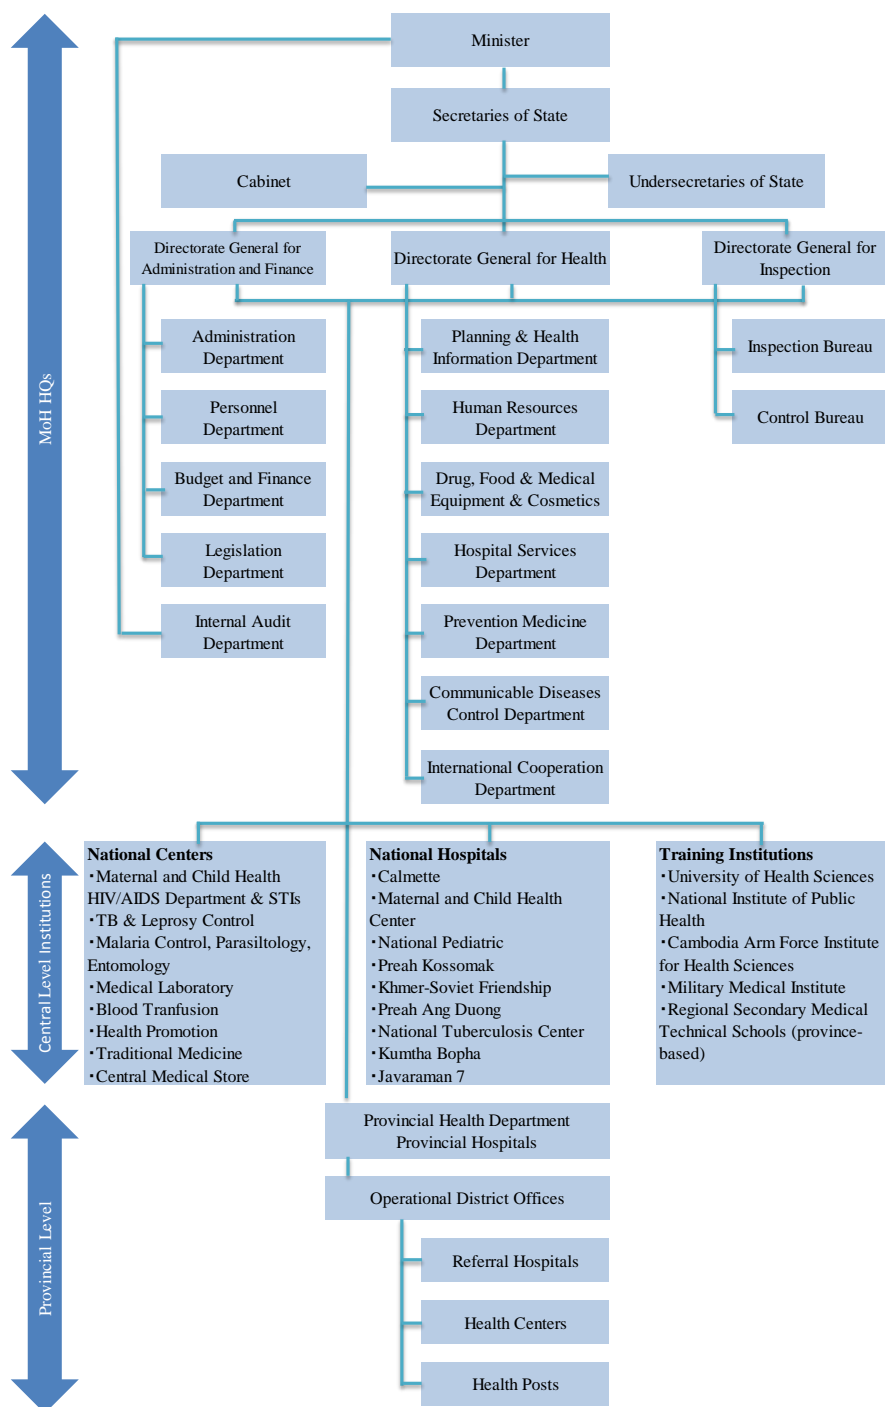 Minister
Secretaries of State
Cabinet
Undersecretaries of State
Directorate General for
Administration and Finance
Directorate General for Health
Directorate General for
Inspection
Administration
Department
Personnel
Department
Budget and Finance
Department
Legislation
Department
Internal Audit
Department
Planning & Health
Information Department
Human Resources
Department
Drug, Food & Medical
Equipment & Cosmetics
Hospital Services
Department
Prevention Medicine
Department
Communicable Diseases
Control Department
International Cooperation
Department
Inspection Bureau
Control Bureau
MoH HQs
Central Level Institutions
National Centers
・Maternal and Child Health
HIV/AIDS Department & STIs
・TB & Leprosy Control
・Malaria Control, Parasiltology,
Entomology
・Medical Laboratory
・Blood Tranfusion
・Health Promotion
・Traditional Medicine
・Central Medical Store
National Hospitals
・Calmette
・Maternal and Child Health
Center
・National Pediatric
・Preah Kossomak
・Khmer-Soviet Friendship
・Preah Ang Duong
・National Tuberculosis Center
・Kumtha Bopha
・Javaraman 7
Training Institutions
・University of Health Sciences
・National Institute of Public
Health
・Cambodia Arm Force Institute
for Health Sciences
・Military Medical Institute
・Regional Secondary Medical
Technical Schools (province-
based)
Provincial Level
Provincial Health Department
Provincial Hospitals
Operational District Offices
Referral Hospitals
Health Centers
Health Posts